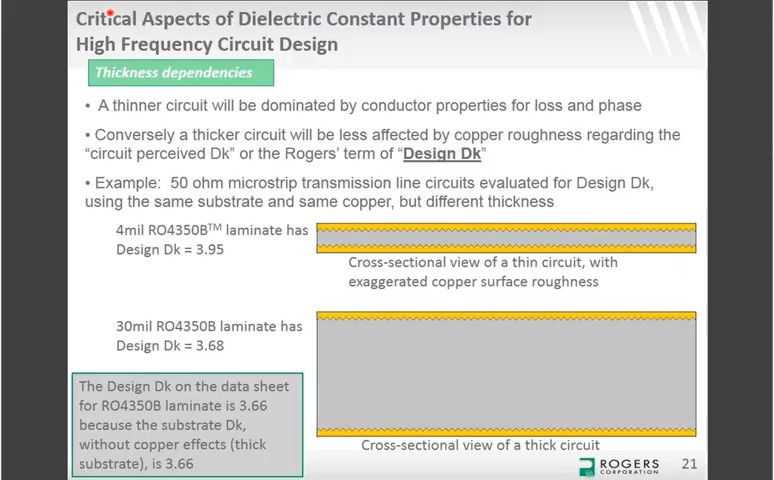 Critical Aspects of Dielectric Constant Properties for
High Frequency Circuit Design
Thickness dependencies
• A thinner circuit will be dominated by conductor properties for loss and phase
• Conversely a thicker circuit will be less affected by copper roughness regarding the
“circuit perceived Dk” or the Rogers’ term of “Design Dk”
• Example: 50 ohm microstrip transmission line circuits evaluated for Design Dk,
using the same substrate and same copper, but different thickness
4mil RO4350B™ laminate has
Design Dk = 3.95
Cross-sectional view of a thin circuit, with
exaggerated copper surface roughness
30mil RO4350B laminate has
Design Dk = 3.68
The Design Dk on the data sheet
for RO4350B laminate is 3.66
because the substrate Dk,
without copper effects (thick
substrate), is 3.66
Cross-sectional view of a thick circuit
ROGERS
CORPORATION
21